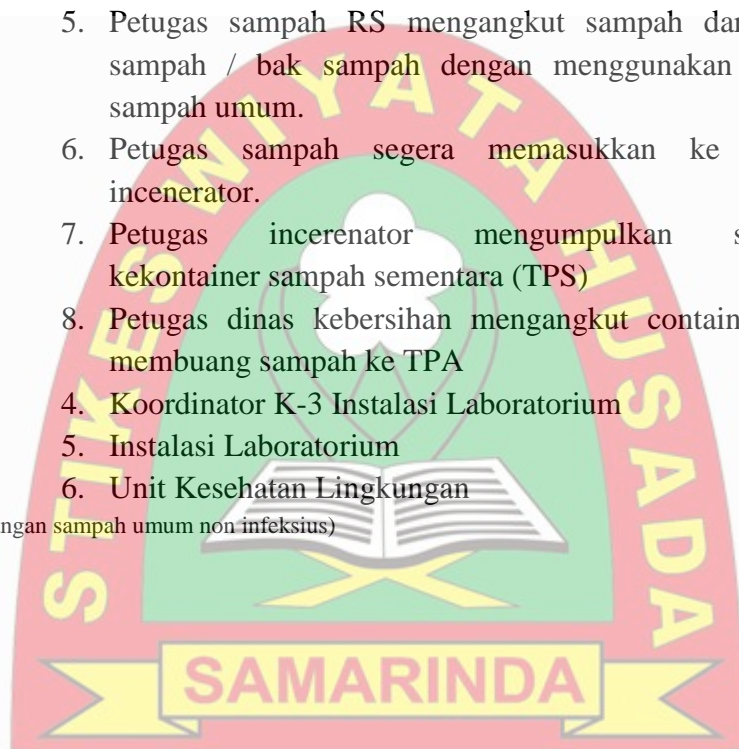 5. Petugas sampah RS mengangkut sampah dar
sampah / bak sampah dengan menggunakan
sampah umum.
6. Petugas sampah segera memasukkan ke
incenerator.
7. Petugas incerenator mengumpulkan s
kekontainer sampah sementara (TPS)
8. Petugas dinas kebersihan mengangkut contain
membuang sampah ke TPA
4. Koordinator K-3 Instalasi Laboratorium
5. Instalasi Laboratorium
6. Unit Kesehatan Lingkungan
ngan sampah umum non infeksius)
STIKES WIYATA HUSADA
SAMARINDA